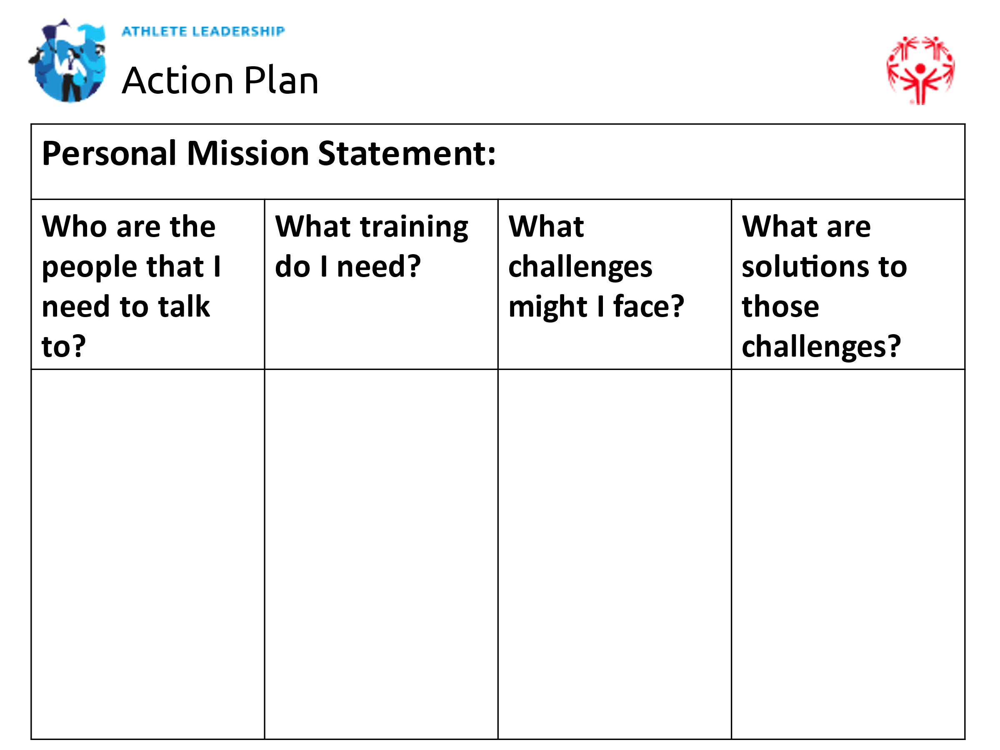 ATHLETE LEADERSHIP
Action Plan
Personal Mission Statement:
Who are the
people that I
need to talk
to?
What training
do I need?
What
challenges
might I face?
What are
solutions to
those
challenges?